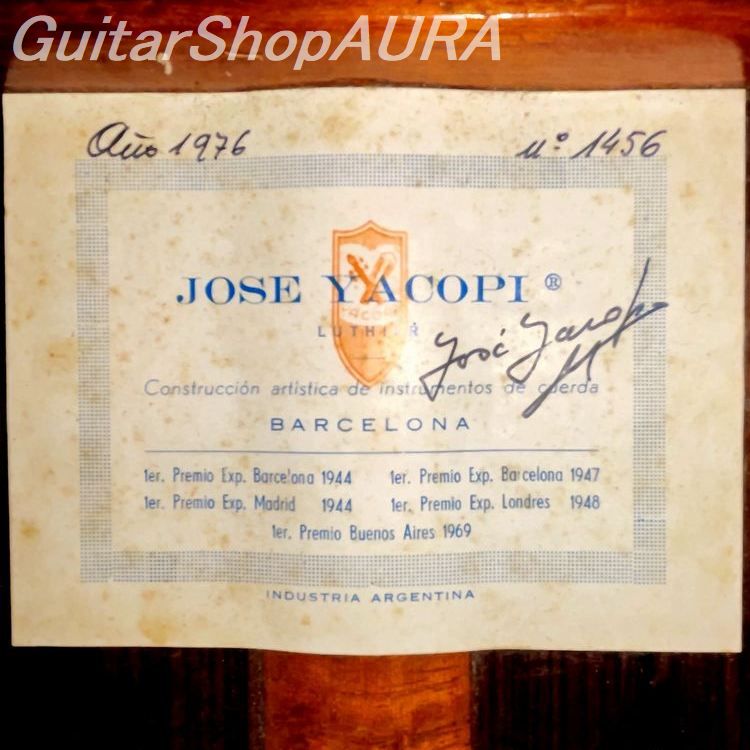 GuitarShopAURA
Año 1976 nº 1456
YACOPI
JOSE YACOPI ®
LUTHIER
José Yacopi
Construcción artística de instrumentos de cuerda
BARCELONA
1er. Premio Exp. Barcelona 1944 1er. Premio Exp. Barcelona 1947
1er. Premio Exp. Madrid 1944 1er. Premio Exp. Londres 1948
1er. Premio Buenos Aires 1969
INDUSTRIA ARGENTINA